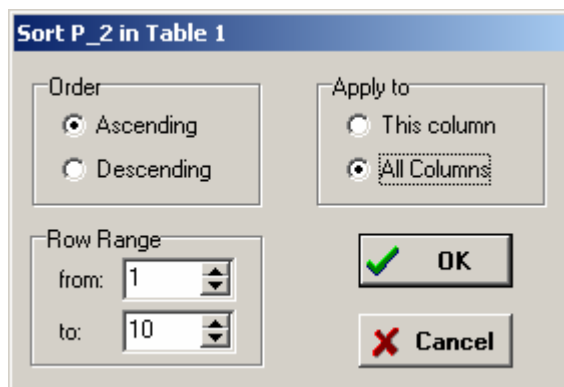 Sort P_2 in Table 1
Order
Ascending
Descending
Apply to
This column
All Columns
Row Range
from: 1
to: 10
OK
Cancel